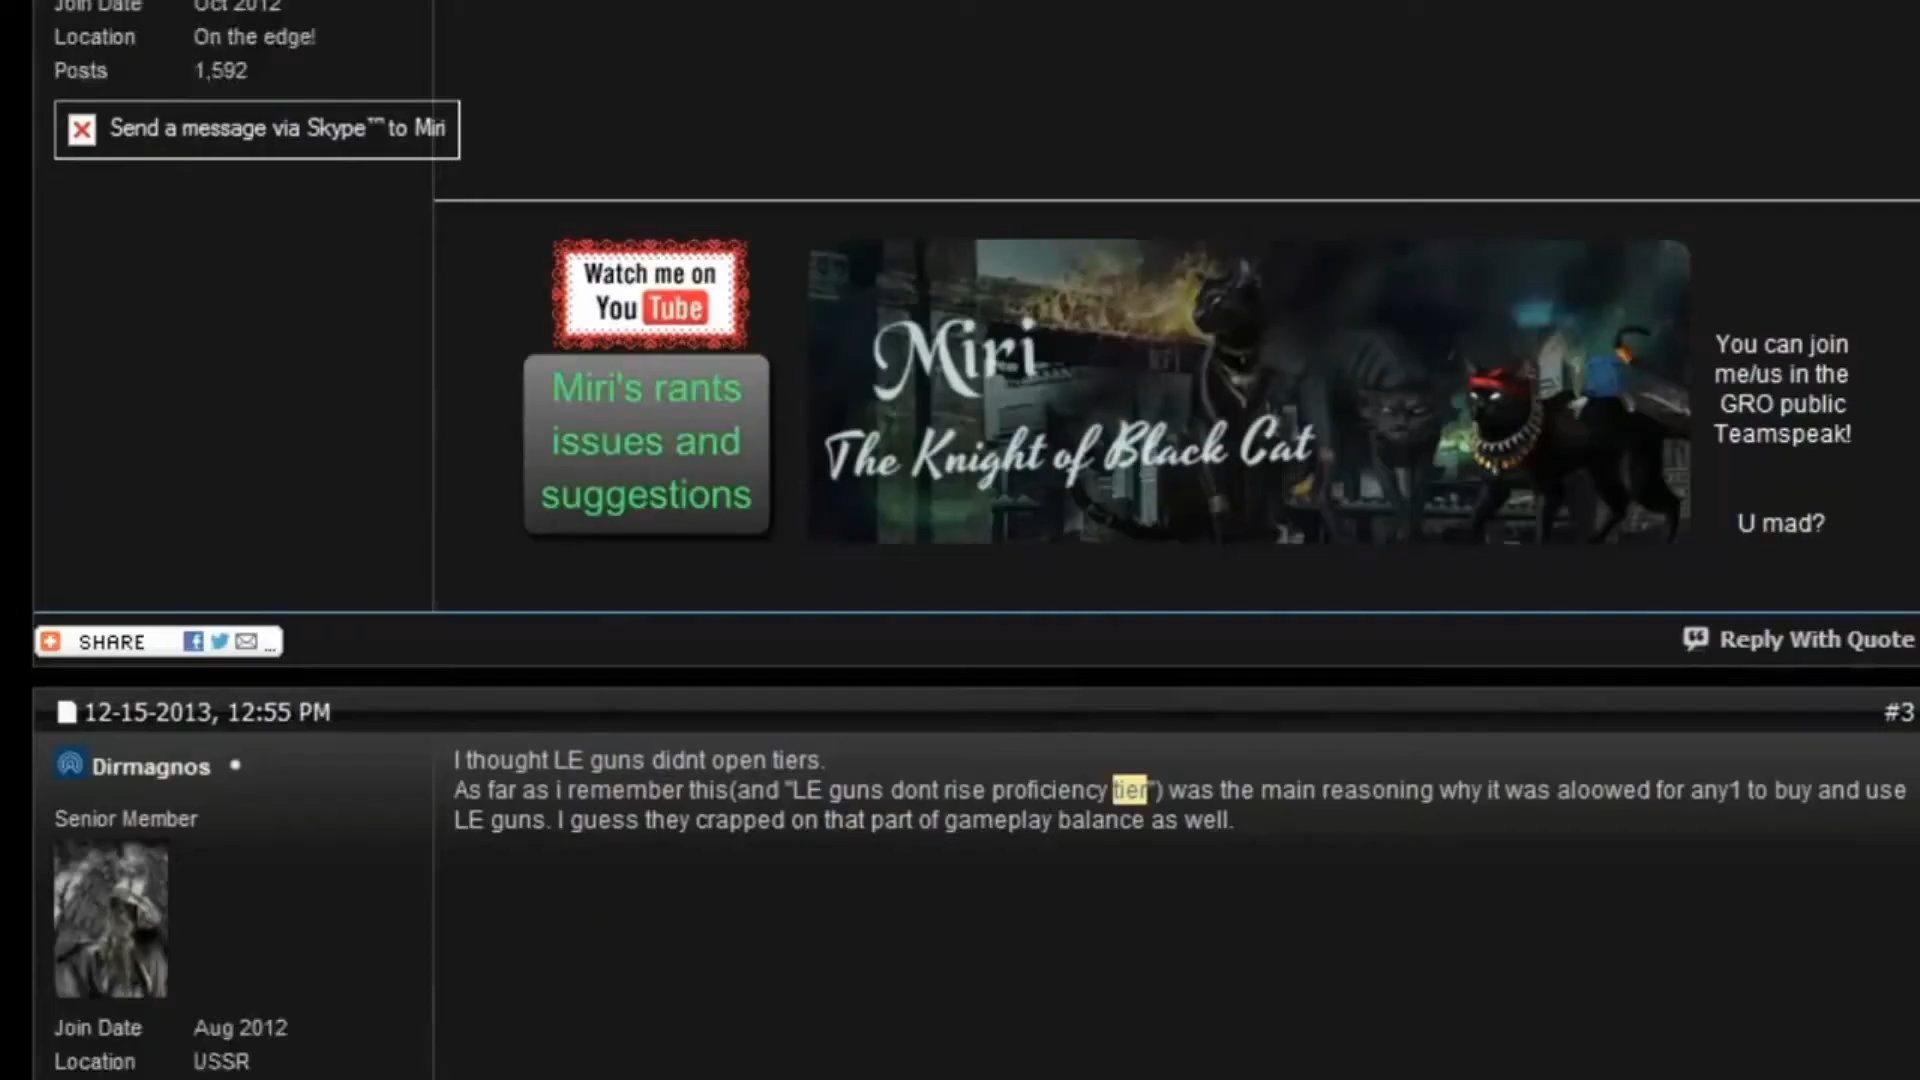 Join Date Oct 2012
Location On the edge!
Posts 1,592
Send a message via Skype™ to Miri
Watch me on
You Tube
Miri's rants
issues and
suggestions
Miri
The Knight of Black Cat
You can join
me/us in the
GRO public
Teamspeak!
U mad?
SHARE ...
Reply With Quote
12-15-2013, 12:55 PM #3
Dirmagnos
Senior Member
Join Date Aug 2012
Location USSR
I thought LE guns didnt open tiers.
As far as i remember this(and "LE guns dont rise proficiency tier") was the main reasoning why it was aloowed for any1 to buy and use
LE guns. I guess they crapped on that part of gameplay balance as well.